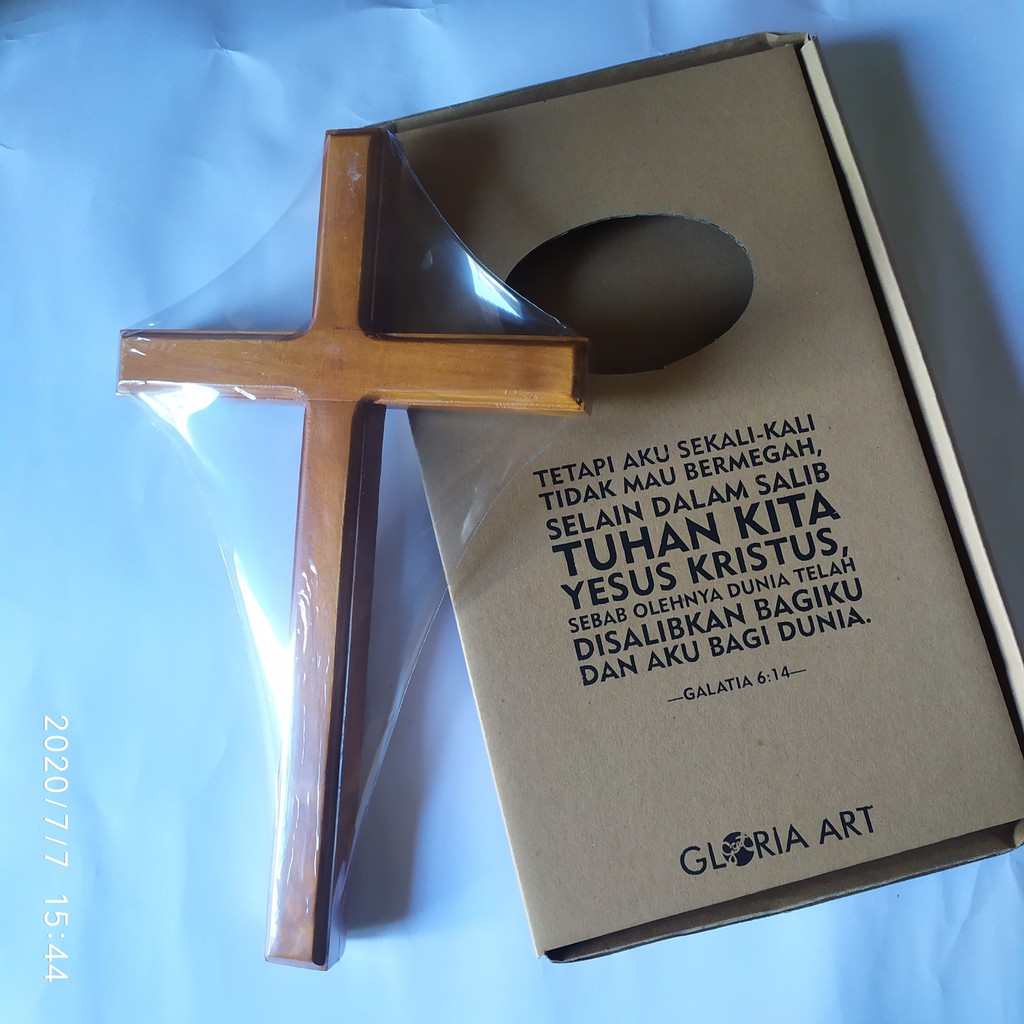 TETAPI AKU SEKALI-KALI
TIDAK MAU BERMEGAH,
SELAIN DALAM SALIB
TUHAN KITA
YESUS KRISTUS,
SEBAB OLEHNYA DUNIA TELAH
DISALIBKAN BAGIKU
DAN AKU BAGI DUNIA.
—GALATIA 6:14—
GLORIA ART
2020/7/7 15:44